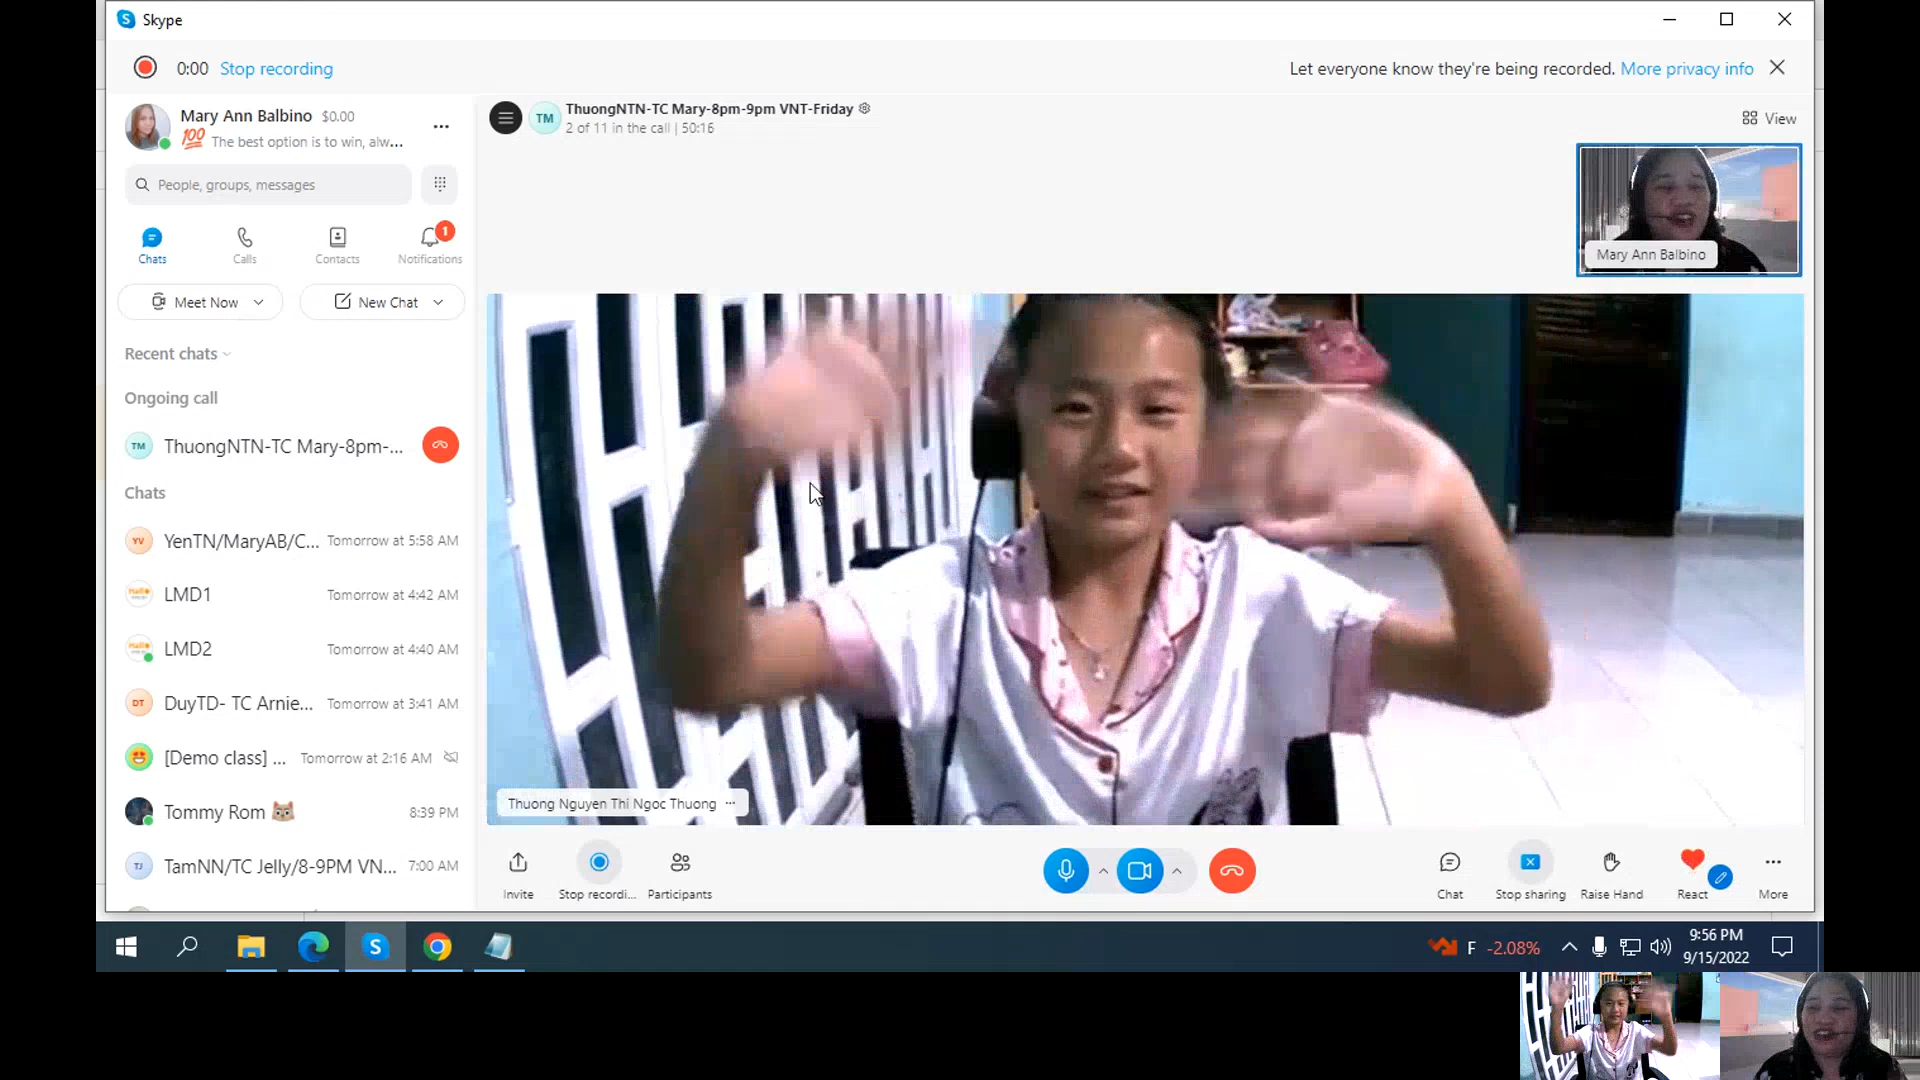 Skype
0:00 Stop recording
Let everyone know they're being recorded. More privacy info
Mary Ann Balbino $0.00
💯 The best option is to win, alw...
ThuongNTN-TC Mary-8pm-9pm VNT-Friday
TM
2 of 11 in the call | 50:16
View
People, groups, messages
Chats
Calls
Contacts
Notifications
1
Mary Ann Balbino
Meet Now
New Chat
Recent chats
Ongoing call
TM ThuongNTN-TC Mary-8pm-...
Chats
YV YenTN/MaryAB/C... Tomorrow at 5:58 AM
LMD1 Tomorrow at 4:42 AM
LMD2 Tomorrow at 4:40 AM
DT DuyTD- TC Arnie... Tomorrow at 3:41 AM
[Demo class] ... Tomorrow at 2:16 AM
Tommy Rom 🐱 8:39 PM
TJ TamNN/TC Jelly/8-9PM VN... 7:00 AM
Thuong Nguyen Thi Ngoc Thuong ...
Invite
Stop recordi...
Participants
Chat
Stop sharing
Raise Hand
React
More
F -2.08%
9:56 PM
9/15/2022